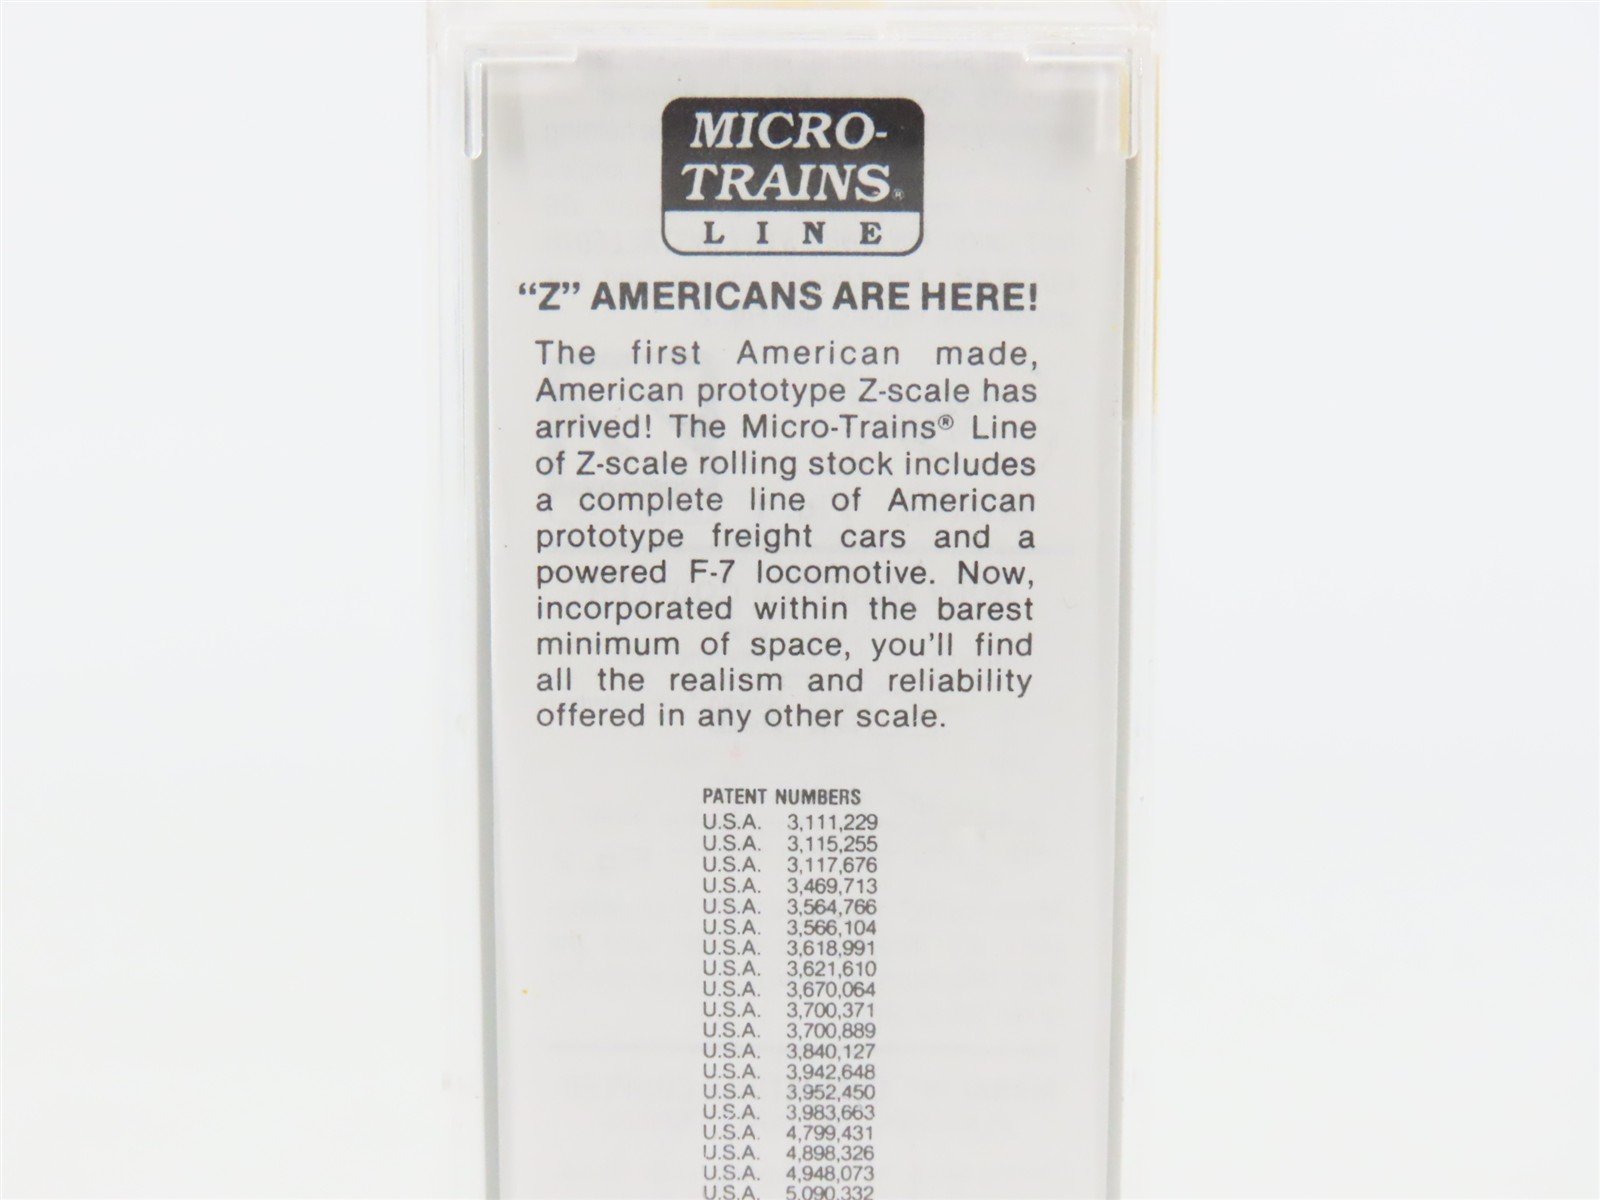 MICRO-
TRAINS®
LINE
“Z” AMERICANS ARE HERE!
The first American made,
American prototype Z-scale has
arrived! The Micro-Trains® Line
of Z-scale rolling stock includes
a complete line of American
prototype freight cars and a
powered F-7 locomotive. Now,
incorporated within the barest
minimum of space, you’ll find
all the realism and reliability
offered in any other scale.
PATENT NUMBERS
U.S.A. 3,111,229
U.S.A. 3,115,255
U.S.A. 3,117,676
U.S.A. 3,469,713
U.S.A. 3,564,766
U.S.A. 3,566,104
U.S.A. 3,618,991
U.S.A. 3,621,610
U.S.A. 3,670,064
U.S.A. 3,700,371
U.S.A. 3,700,889
U.S.A. 3,840,127
U.S.A. 3,942,648
U.S.A. 3,952,450
U.S.A. 3,983,663
U.S.A. 4,799,431
U.S.A. 4,898,326
U.S.A. 4,948,073
U.S.A. 5,090,332